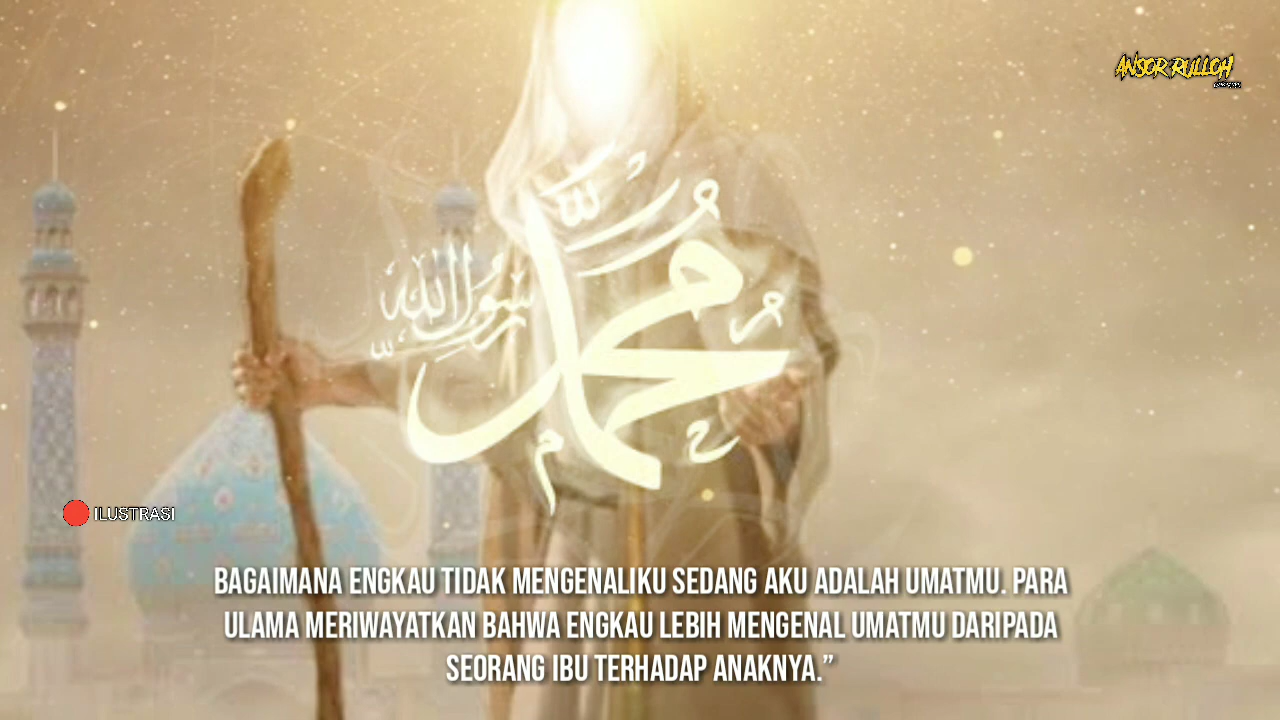 ANSOR RULLOH
محمد
رسول الله
ILUSTRASI
BAGAIMANA ENGKAU TIDAK MENGENALIKU SEDANG AKU ADALAH UMATMU. PARA
ULAMA MERIWAYATKAN BAHWA ENGKAU LEBIH MENGENAL UMATMU DARIPADA
SEORANG IBU TERHADAP ANAKNYA.”